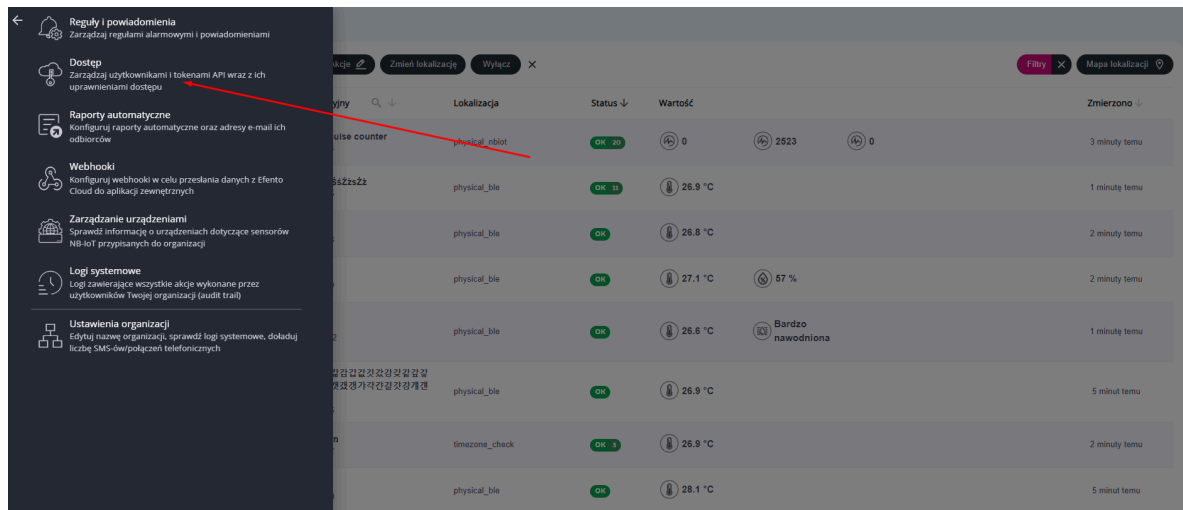 Reguły i powiadomienia
Zarządzaj regułami alarmowymi i powiadomieniami
Dostęp
Zarządzaj użytkownikami i tokenami API wraz z ich
uprawnieniami dostępu
Raporty automatyczne
Konfiguruj raporty automatyczne oraz adresy e-mail ich
odbiorców
Webhooki
Konfiguruj webhooki w celu przesłania danych z Efento
Cloud do aplikacji zewnętrznych
Zarządzanie urządzeniami
Sprawdź informację o urządzeniach dotyczące sensorów
NB-IoT przypisanych do organizacji
Logi systemowe
Logi zawierające wszystkie akcje wykonane przez
użytkowników Twojej organizacji (audit trail)
Ustawienia organizacji
Edytuj nazwę organizacji, sprawdź logi systemowe, doładuj
liczbę SMS-ów/połączeń telefonicznych
kcje Zmień lokalizację Wyłącz Filtry Mapa lokalizacji
yjny Lokalizacja Status Wartość Zmierzono
ulse counter physical_nbiot OK 20 0 2523 0 3 minuty temu
physical_ble OK 11 26.9 °C 1 minutę temu
physical_ble OK 26.8 °C 2 minuty temu
physical_ble OK 27.1 °C 57 % 2 minuty temu
physical_ble OK 26.6 °C Bardzo nawodniona 1 minutę temu
physical_ble OK 26.9 °C 5 minut temu
timezone_check OK 3 26.9 °C 2 minuty temu
physical_ble OK 28.1 °C 5 minut temu